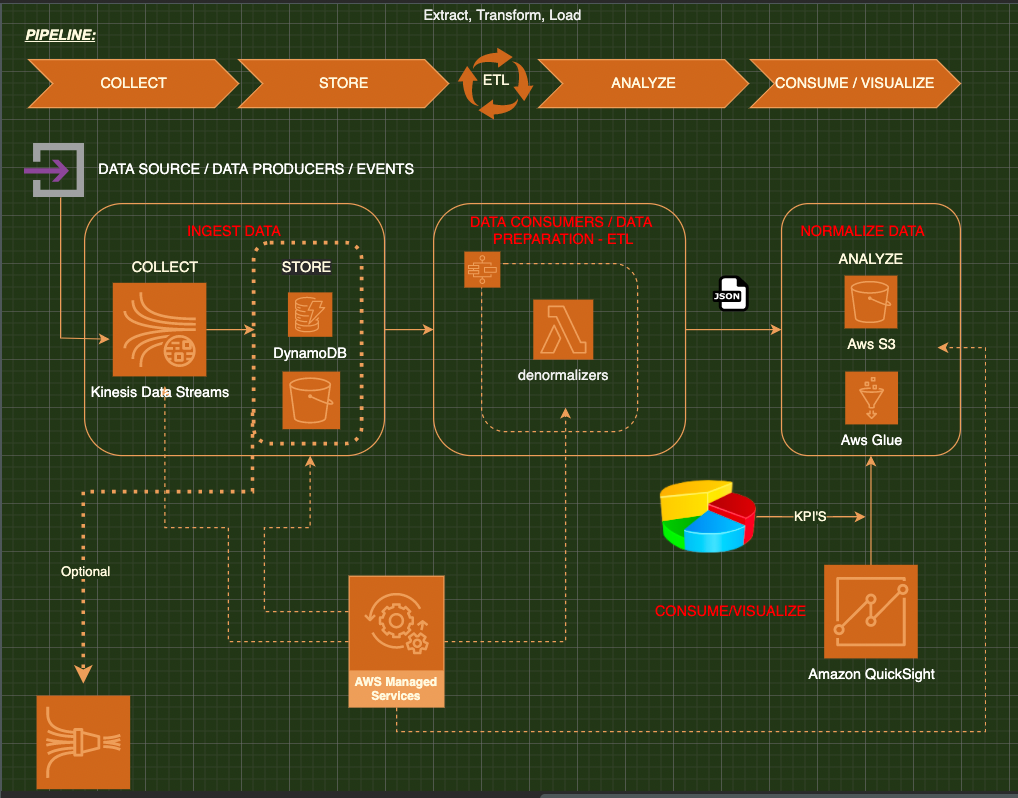 Extract, Transform, Load
PIPELINE:
COLLECT
STORE
ETL
ANALYZE
CONSUME / VISUALIZE
DATA SOURCE / DATA PRODUCERS / EVENTS
INGEST DATA
COLLECT
STORE
DynamoDB
Kinesis Data Streams
DATA CONSUMERS / DATA
PREPARATION - ETL
denormalizers
JSON
NORMALIZE DATA
ANALYZE
Aws S3
Aws Glue
KPI'S
Optional
CONSUME/VISUALIZE
Amazon QuickSight
AWS Managed
Services